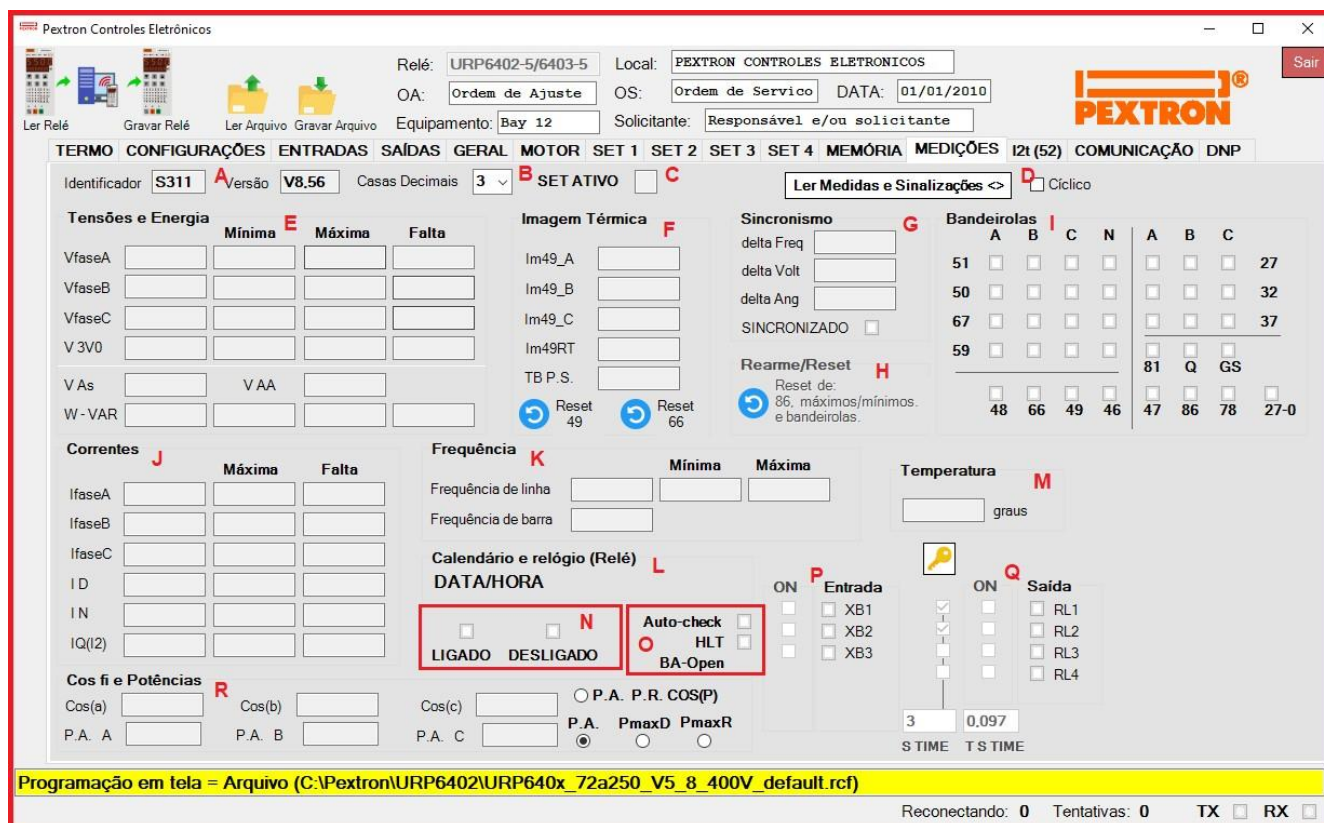 Pextron Controles Eletrônicos
Relé: URP6402-5/6403-5 Local: PEXTRON CONTROLES ELETRONICOS Sair
OA: Ordem de Ajuste OS: Ordem de Servico DATA: 01/01/2010
Ler Relé Gravar Relé Ler Arquivo Gravar Arquivo Equipamento: Bay 12 Solicitante: Responsável e/ou solicitante PEXTRON®
TERMO CONFIGURAÇÕES ENTRADAS SAÍDAS GERAL MOTOR SET 1 SET 2 SET 3 SET 4 MEMÓRIA MEDIÇÕES I2t (52) COMUNICAÇÃO DNP
Identificador S311 A Versão V8.56 Casas Decimais 3 B SET ATIVO C Ler Medidas e Sinalizações <> D Cíclico
Tensões e Energia E
Mínima Máxima Falta
VfaseA
VfaseB
VfaseC
V 3V0
V As V AA
W - VAR
Imagem Térmica F
Im49_A
Im49_B
Im49_C
Im49RT
TB P.S.
Reset 49 Reset 66
Sincronismo G
delta Freq
delta Volt
delta Ang
SINCRONIZADO
Rearme/Reset H
Reset de:
86, máximos/mínimos.
e bandeirolas.
Bandeirolas I
A B C N A B C
51 27
50 32
67 37
59
81 Q GS
48 66 49 46 47 86 78 27-0
Correntes J
Máxima Falta
IfaseA
IfaseB
IfaseC
I D
I N
IQ(I2)
Frequência K
Mínima Máxima
Frequência de linha
Frequência de barra
Temperatura M
graus
Calendário e relógio (Relé) L
DATA/HORA
N
LIGADO DESLIGADO
Auto-check
O HLT
BA-Open
ON P Entrada
XB1
XB2
XB3
ON Q Saída
RL1
RL2
RL3
RL4
3 0,097
S TIME T S TIME
Cos fi e Potências R
Cos(a) Cos(b) Cos(c) P.A. P.R. COS(P)
P.A. A P.A. B P.A. C P.A. PmaxD PmaxR
Programação em tela = Arquivo (C:\Pextron\URP6402\URP640x_72a250_V5_8_400V_default.rcf)
Reconectando: 0 Tentativas: 0 TX RX